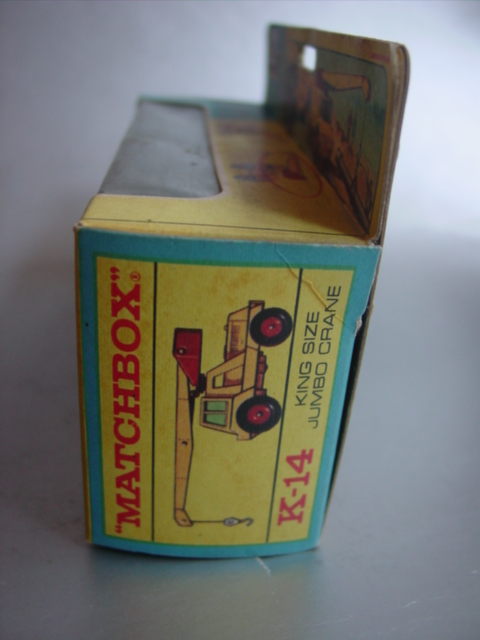 "MATCHBOX"®
K-14
KING SIZE
JUMBO CRANE